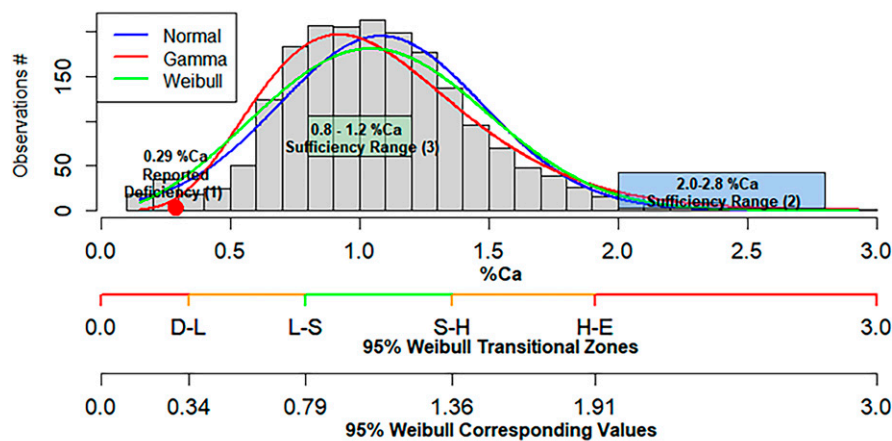 Normal
Gamma
Weibull
Observations #
150
50
0
0.29 %Ca
Reported
Deficiency (1)
0.8 - 1.2 %Ca
Sufficiency Range (3)
2.0-2.8 %Ca
Sufficiency Range (2)
0.0 0.5 1.0 1.5 2.0 2.5 3.0
%Ca
0.0 D-L L-S S-H H-E 3.0
95% Weibull Transitional Zones
0.0 0.34 0.79 1.36 1.91 3.0
95% Weibull Corresponding Values